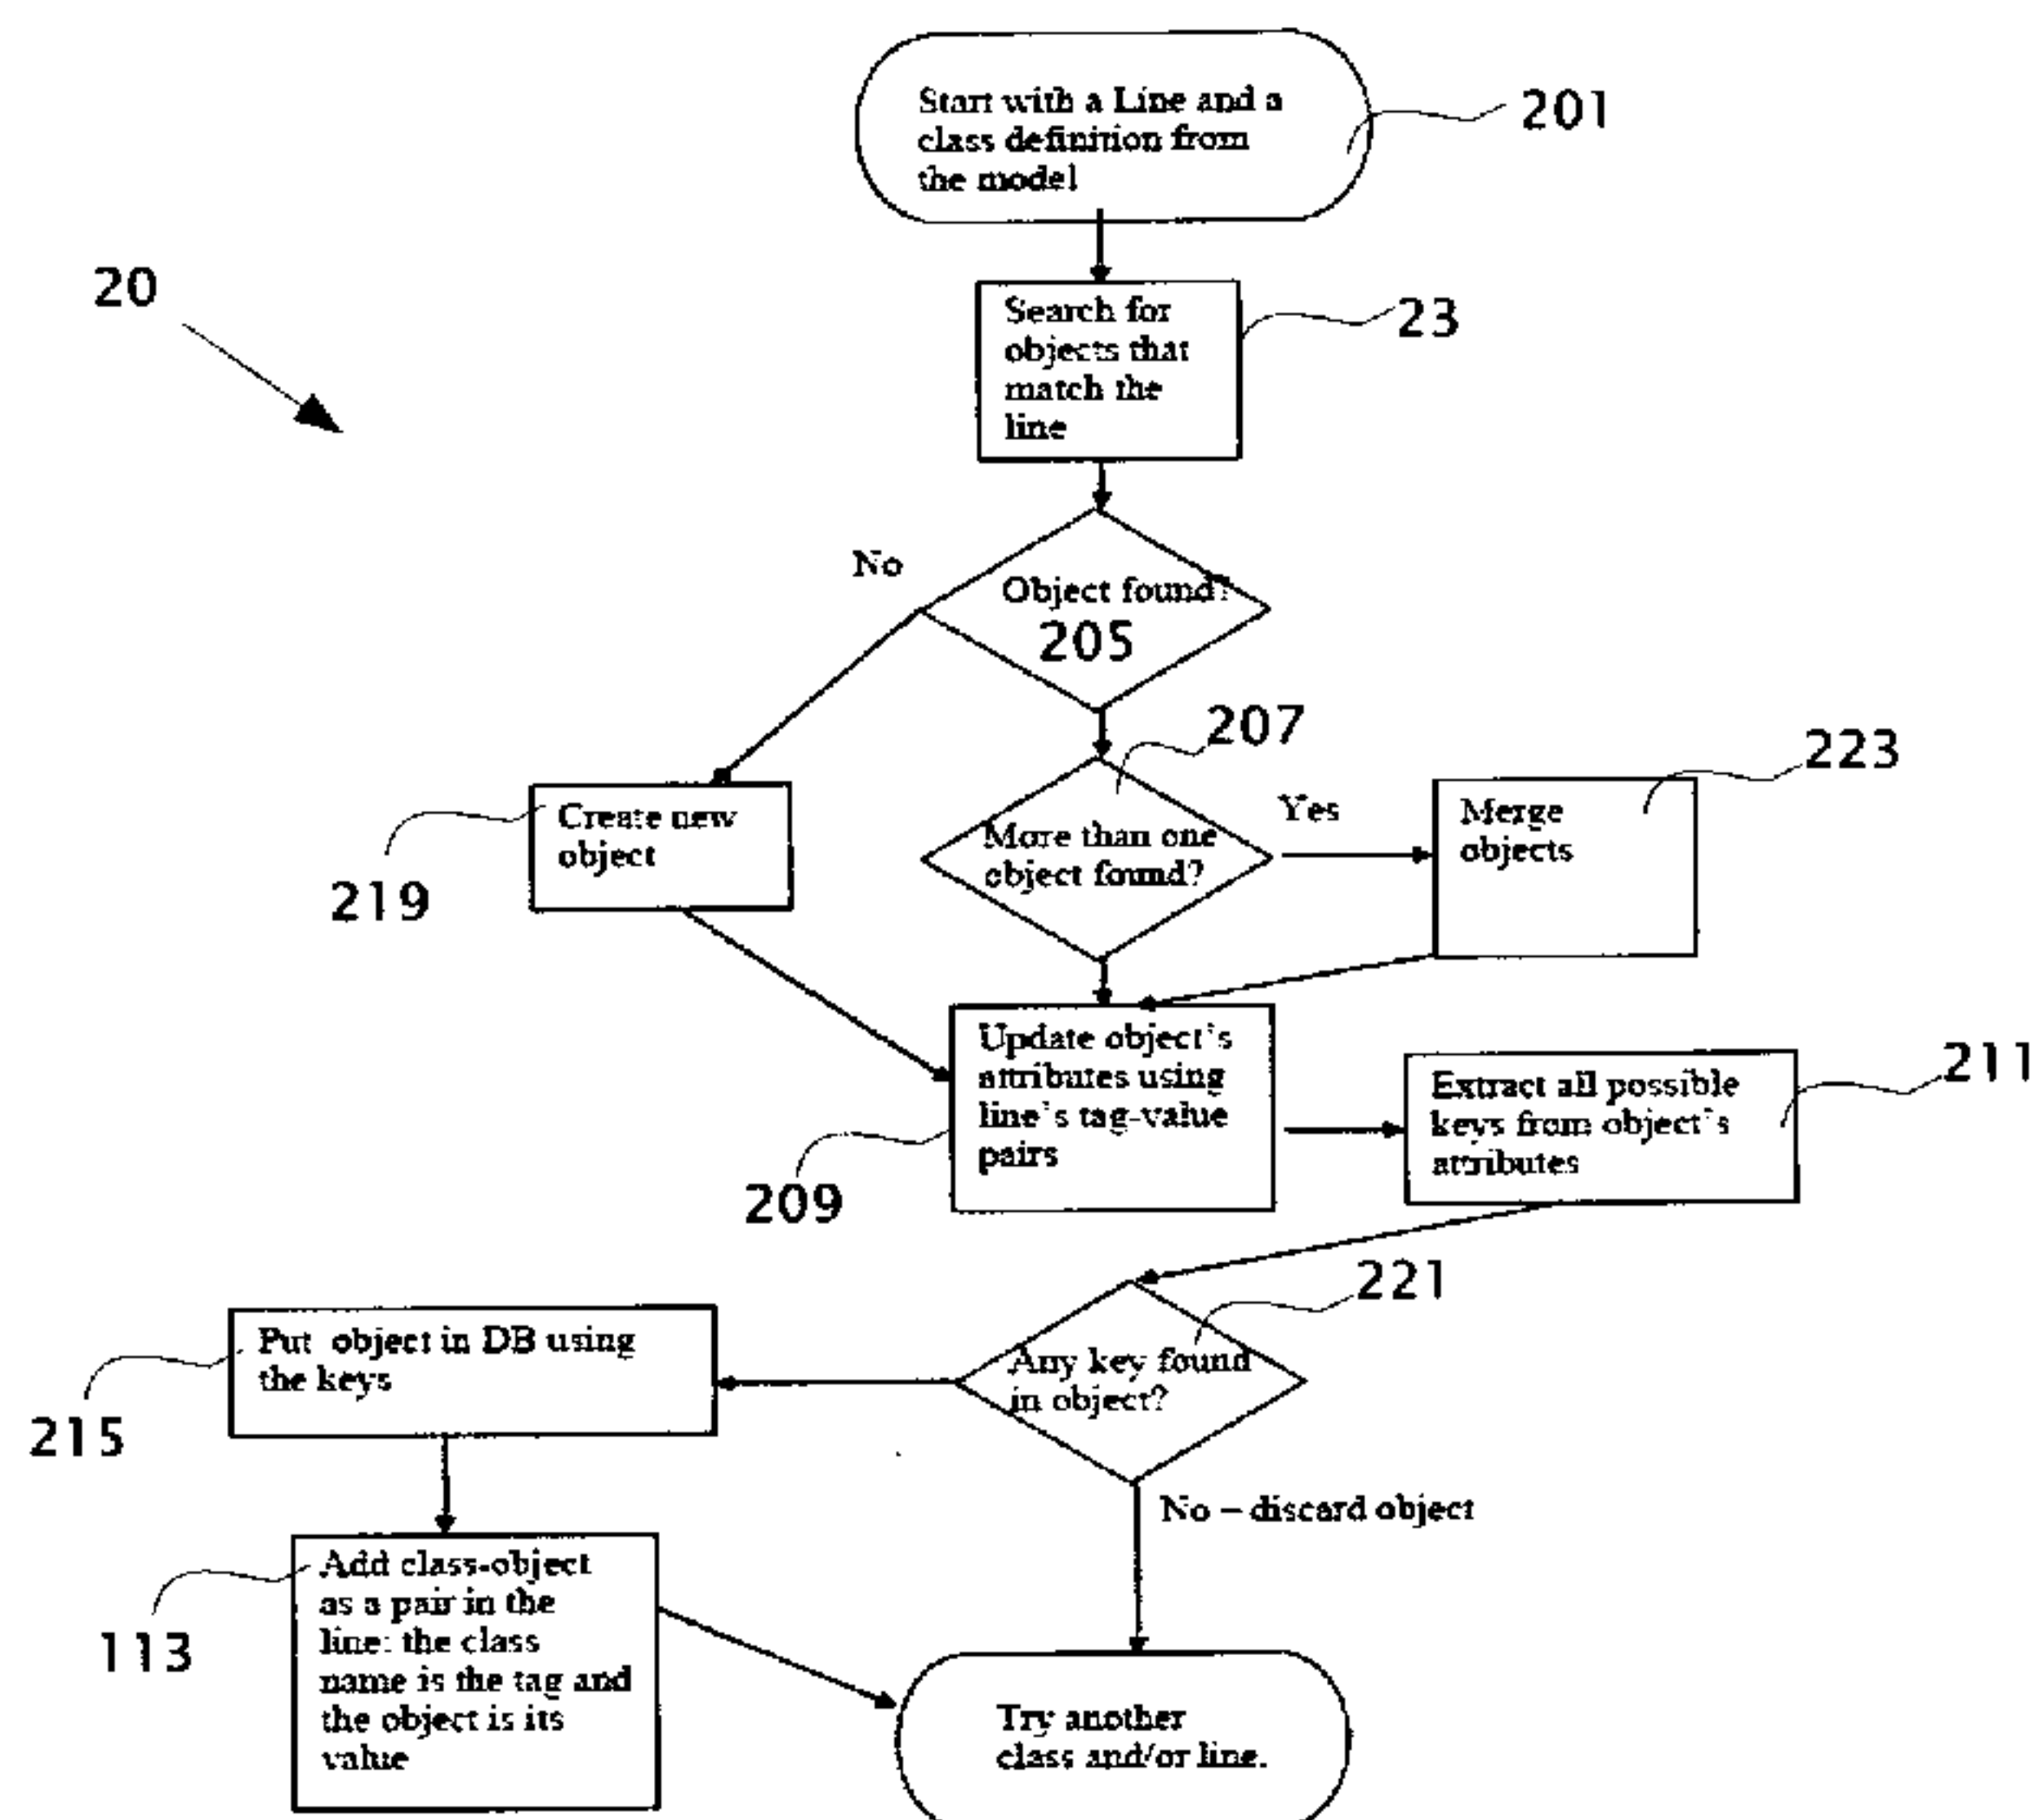 Start with a Line and a
class definition from
the model
201
20
Search for
objects that
match the
line
23
No
Object found?
205
207
223
Create new
object
219
More than one
object found?
Yes
Merge
objects
Update object's
attributes using
line's tag-value
pairs
209
Extract all possible
keys from object's
attributes
211
221
Put object in DB using
the keys
215
Any key found
in object?
No – discard object
Add class-object
as a pair in the
line: the class
name is the tag and
the object is its
value
113
Try another
class and/or line.